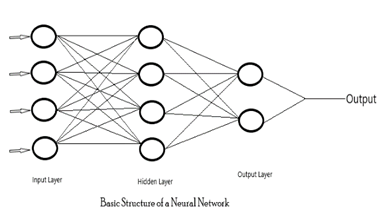 Output
Input Layer
Hidden Layer
Output Layer
Basic Structure of a Neural Network